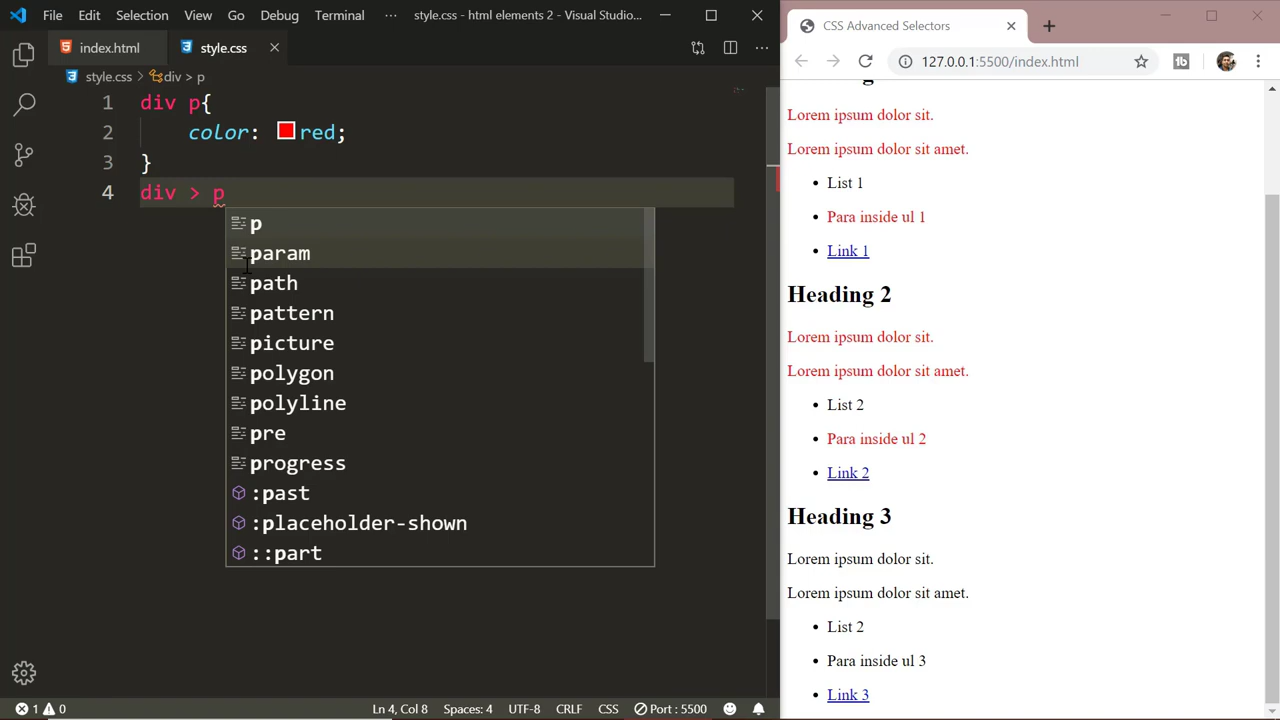 File Edit Selection View Go Debug Terminal ··· style.css - html elements 2 - Visual Studio...
index.html style.css
style.css > div > p
1 div p{
2 color: red;
3 }
4 div > p
p
param
path
pattern
picture
polygon
polyline
pre
progress
:past
:placeholder-shown
::part
1 0 Ln 4, Col 8 Spaces: 4 UTF-8 CRLF CSS Port : 5500
CSS Advanced Selectors
127.0.0.1:5500/index.html
Lorem ipsum dolor sit.
Lorem ipsum dolor sit amet.
• List 1
• Para inside ul 1
• Link 1
Heading 2
Lorem ipsum dolor sit.
Lorem ipsum dolor sit amet.
• List 2
• Para inside ul 2
• Link 2
Heading 3
Lorem ipsum dolor sit.
Lorem ipsum dolor sit amet.
• List 2
• Para inside ul 3
• Link 3